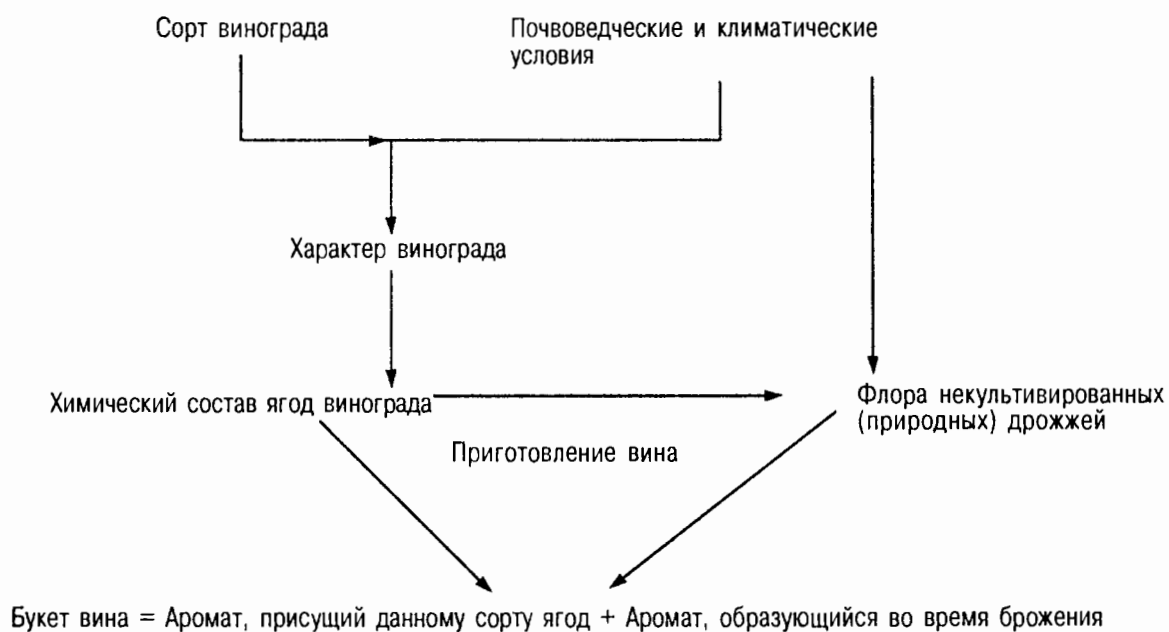 Сорт винограда
Почвоведческие и климатические
условия
Характер винограда
Химический состав ягод винограда
Флора некультивированных
(природных) дрожжей
Приготовление вина
Букет вина = Аромат, присущий данному сорту ягод + Аромат, образующийся во время брожения